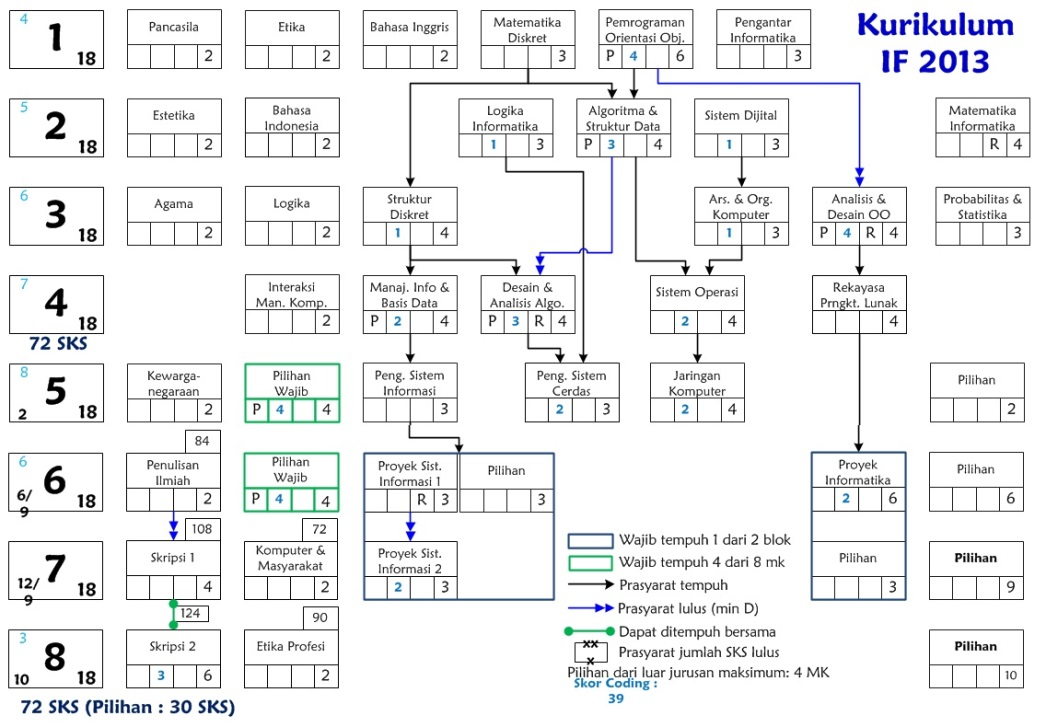 Kurikulum
IF 2013
4
1
18
Pancasila
2
Etika
2
Bahasa Inggris
2
Matematika
Diskret
3
Pemrograman
Orientasi Obj.
P 4 6
Pengantar
Informatika
3
5
2
18
Estetika
2
Bahasa
Indonesia
2
Logika
Informatika
1 3
Algoritma &
Struktur Data
P 3 4
Sistem Dijital
1 3
Matematika
Informatika
R 4
6
3
18
Agama
2
Logika
2
Struktur
Diskret
1 4
Ars. & Org.
Komputer
1 3
Analisis &
Desain OO
P 4 R 4
Probabilitas &
Statistika
3
7
4
18
72 SKS
Interaksi
Man. Komp.
2
Manaj. Info &
Basis Data
P 2 4
Desain &
Analisis Algo.
P 3 R 4
Sistem Operasi
2 4
Rekayasa
Prngkt. Lunak
4
8
5
2 18
Kewarga-
negaraan
2
Pilihan
Wajib
P 4 4
Peng. Sistem
Informasi
3
Peng. Sistem
Cerdas
2 3
Jaringan
Komputer
2 4
Pilihan
2
6
6
6/
9
18
84
Penulisan
Ilmiah
2
Pilihan
Wajib
P 4 4
Proyek Sist.
Informasi 1
R 3
Pilihan
3
Proyek
Informatika
2 6
Pilihan
6
7
12/
9
18
108
Skripsi 1
4
72
Komputer &
Masyarakat
2
Proyek Sist.
Informasi 2
2 3
Pilihan
3
Pilihan
9
Wajib tempuh 1 dari 2 blok
Wajib tempuh 4 dari 8 mk
Prasyarat tempuh
Prasyarat lulus (min D)
Dapat ditempuh bersama
xx
x
Prasyarat jumlah SKS lulus
Pilihan dari luar jurusan maksimum: 4 MK
Skor Coding :
39
3
8
10 18
124
Skripsi 2
3 6
90
Etika Profesi
2
Pilihan
10
72 SKS (Pilihan : 30 SKS)